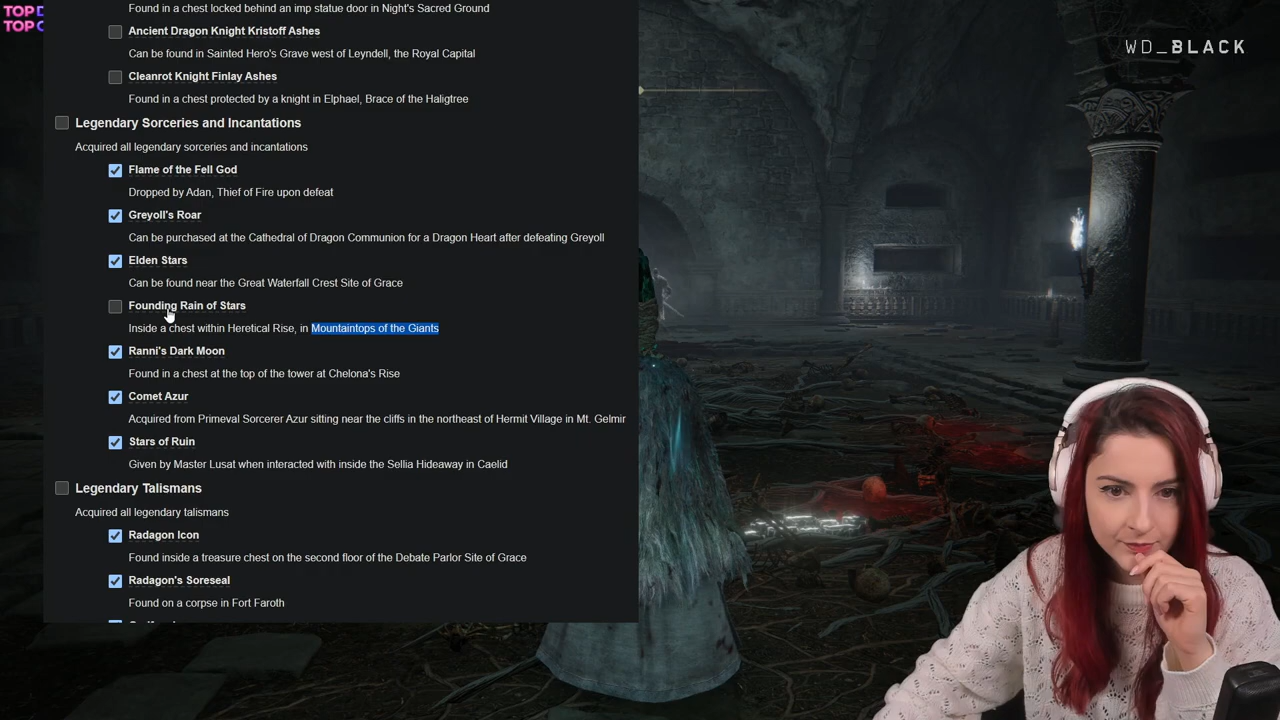 TOP
TOP
Found in a chest locked behind an imp statue door in Night's Sacred Ground
Ancient Dragon Knight Kristoff Ashes
Can be found in Sainted Hero's Grave west of Leyndell, the Royal Capital
Cleanrot Knight Finlay Ashes
Found in a chest protected by a knight in Elphael, Brace of the Haligtree
Legendary Sorceries and Incantations
Acquired all legendary sorceries and incantations
Flame of the Fell God
Dropped by Adan, Thief of Fire upon defeat
Greyoll's Roar
Can be purchased at the Cathedral of Dragon Communion for a Dragon Heart after defeating Greyoll
Elden Stars
Can be found near the Great Waterfall Crest Site of Grace
Founding Rain of Stars
Inside a chest within Heretical Rise, in Mountaintops of the Giants
Ranni's Dark Moon
Found in a chest at the top of the tower at Chelona's Rise
Comet Azur
Acquired from Primeval Sorcerer Azur sitting near the cliffs in the northeast of Hermit Village in Mt. Gelmir
Stars of Ruin
Given by Master Lusat when interacted with inside the Sellia Hideaway in Caelid
Legendary Talismans
Acquired all legendary talismans
Radagon Icon
Found inside a treasure chest on the second floor of the Debate Parlor Site of Grace
Radagon's Soreseal
Found on a corpse in Fort Faroth
WD_BLACK